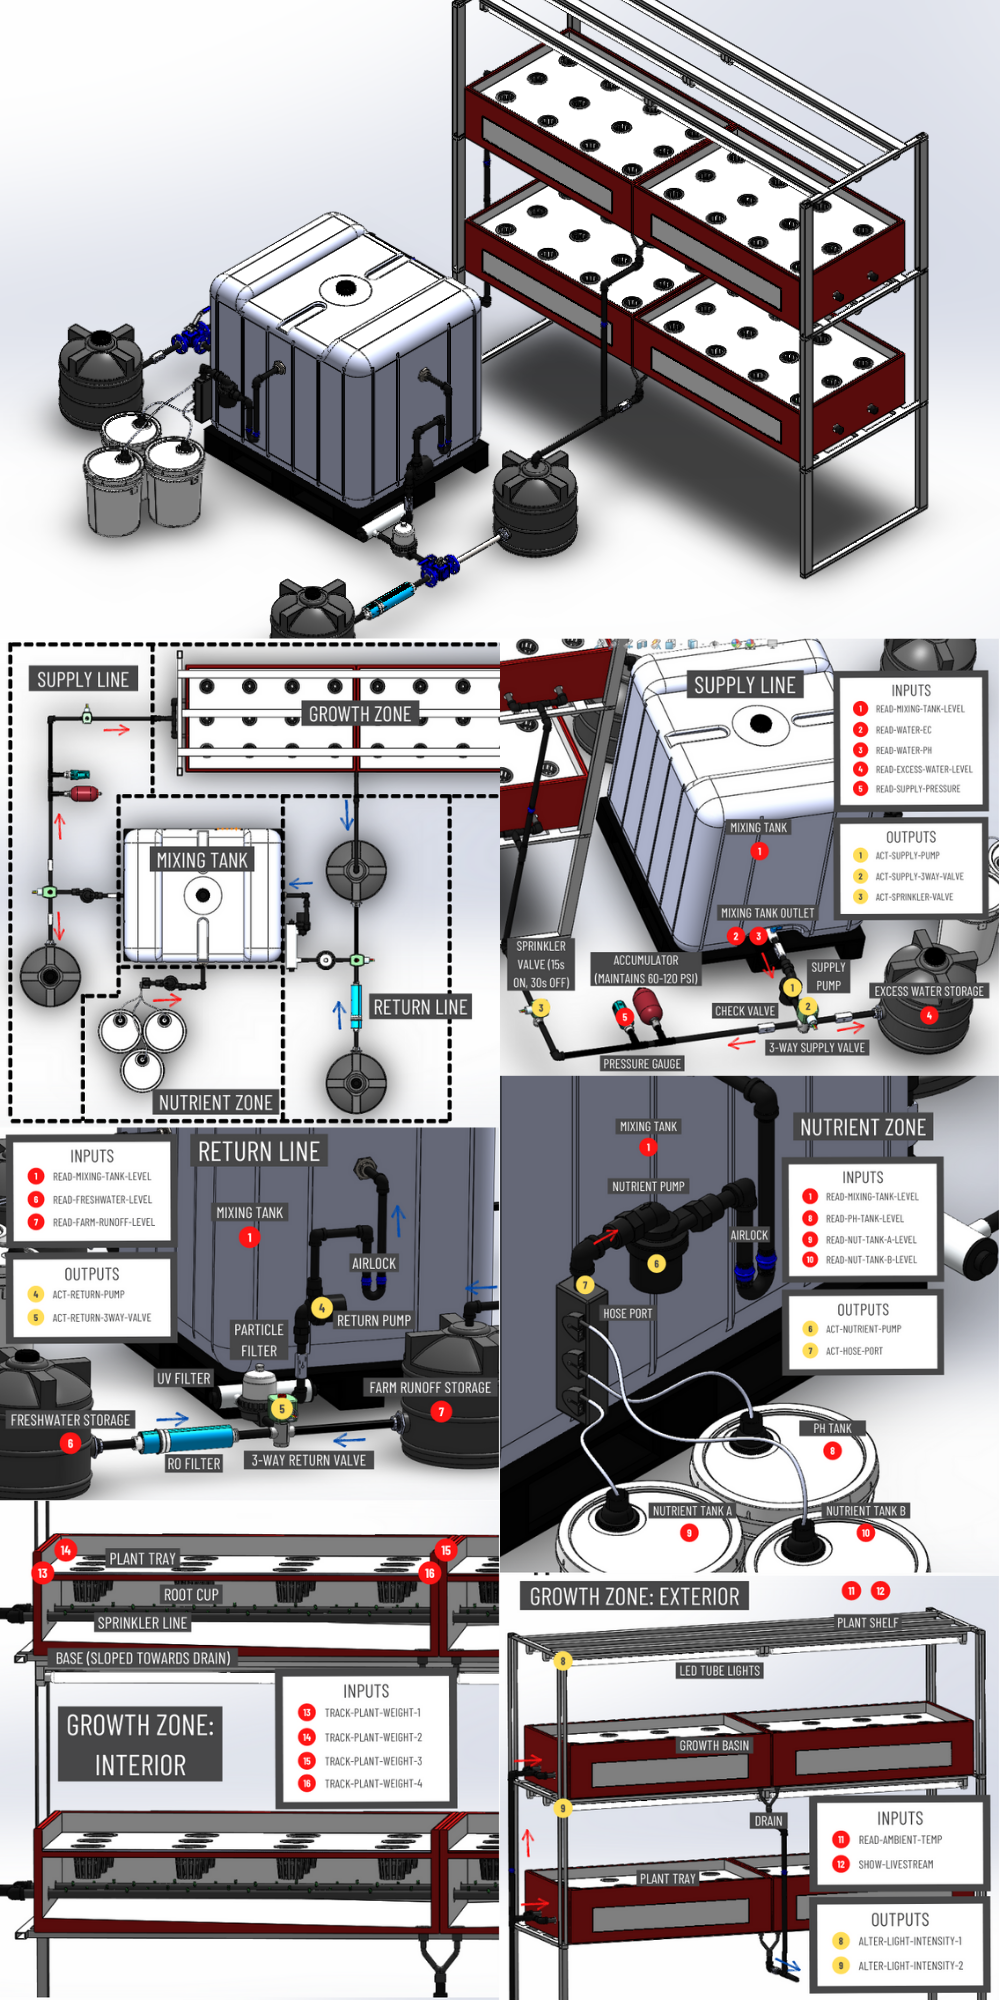 SUPPLY LINE
GROWTH ZONE
MIXING TANK
RETURN LINE
NUTRIENT ZONE
SUPPLY LINE
INPUTS
1 READ-MIXING-TANK-LEVEL
2 READ-WATER-EC
3 READ-WATER-PH
4 READ-EXCESS-WATER-LEVEL
5 READ-SUPPLY-PRESSURE
OUTPUTS
1 ACT-SUPPLY-PUMP
2 ACT-SUPPLY-3WAY-VALVE
3 ACT-SPRINKLER-VALVE
MIXING TANK
1
MIXING TANK OUTLET
2 3
SPRINKLER
VALVE (15s
ON, 30s OFF)
3
ACCUMULATOR
(MAINTAINS 60-120 PSI)
5
SUPPLY
PUMP
1
2
EXCESS WATER STORAGE
4
CHECK VALVE
3-WAY SUPPLY VALVE
PRESSURE GAUGE
RETURN LINE
INPUTS
1 READ-MIXING-TANK-LEVEL
6 READ-FRESHWATER-LEVEL
7 READ-FARM-RUNOFF-LEVEL
OUTPUTS
4 ACT-RETURN-PUMP
5 ACT-RETURN-3WAY-VALVE
MIXING TANK
1
AIRLOCK
4
RETURN PUMP
PARTICLE
FILTER
UV FILTER
FARM RUNOFF STORAGE
7
5
FRESHWATER STORAGE
6
RO FILTER
3-WAY RETURN VALVE
NUTRIENT ZONE
INPUTS
1 READ-MIXING-TANK-LEVEL
8 READ-PH-TANK-LEVEL
9 READ-NUT-TANK-A-LEVEL
10 READ-NUT-TANK-B-LEVEL
OUTPUTS
6 ACT-NUTRIENT-PUMP
7 ACT-HOSE-PORT
MIXING TANK
1
NUTRIENT PUMP
AIRLOCK
6
7
HOSE PORT
PH TANK
8
NUTRIENT TANK A
9
NUTRIENT TANK B
10
14
13
PLANT TRAY
15
16
ROOT CUP
SPRINKLER LINE
BASE (SLOPED TOWARDS DRAIN)
GROWTH ZONE:
INTERIOR
INPUTS
13 TRACK-PLANT-WEIGHT-1
14 TRACK-PLANT-WEIGHT-2
15 TRACK-PLANT-WEIGHT-3
16 TRACK-PLANT-WEIGHT-4
GROWTH ZONE: EXTERIOR
11 12
PLANT SHELF
8
LED TUBE LIGHTS
GROWTH BASIN
9
DRAIN
PLANT TRAY
INPUTS
11 READ-AMBIENT-TEMP
12 SHOW-LIVESTREAM
OUTPUTS
8 ALTER-LIGHT-INTENSITY-1
9 ALTER-LIGHT-INTENSITY-2